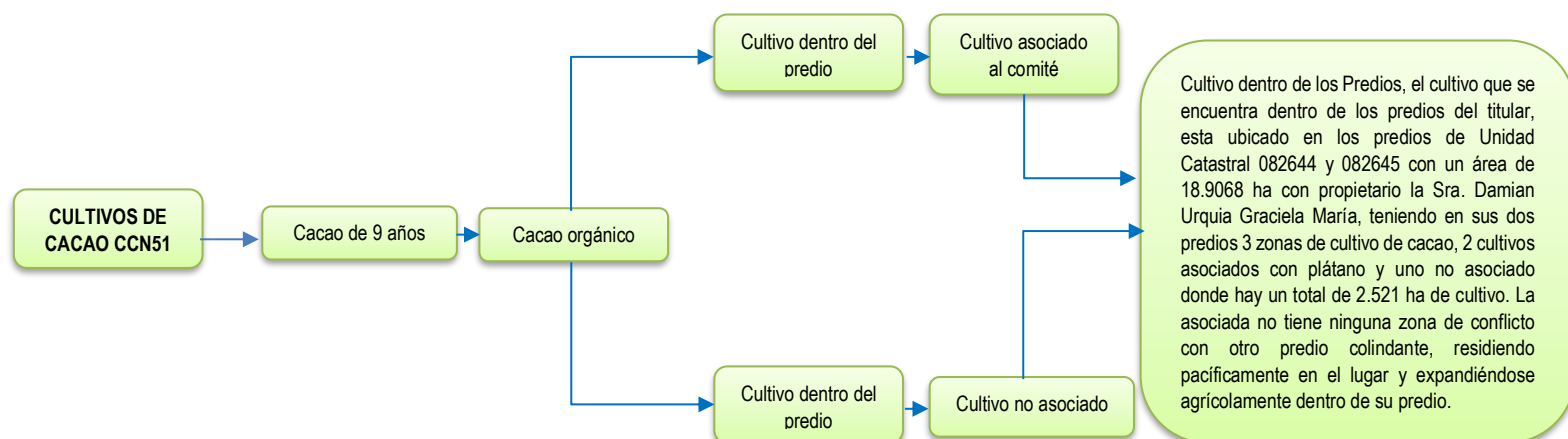 CULTIVOS DE
CACAO CCN51
Cacao de 9 años
Cacao orgánico
Cultivo dentro del
predio
Cultivo asociado
al comité
Cultivo dentro del
predio
Cultivo no asociado
Cultivo dentro de los Predios, el cultivo que se
encuentra dentro de los predios del titular,
esta ubicado en los predios de Unidad
Catastral 082644 y 082645 con un área de
18.9068 ha con propietario la Sra. Damian
Urquia Graciela María, teniendo en sus dos
predios 3 zonas de cultivo de cacao, 2 cultivos
asociados con plátano y uno no asociado
donde hay un total de 2.521 ha de cultivo. La
asociada no tiene ninguna zona de conflicto
con otro predio colindante, residiendo
pacíficamente en el lugar y expandiéndose
agrícolamente dentro de su predio.